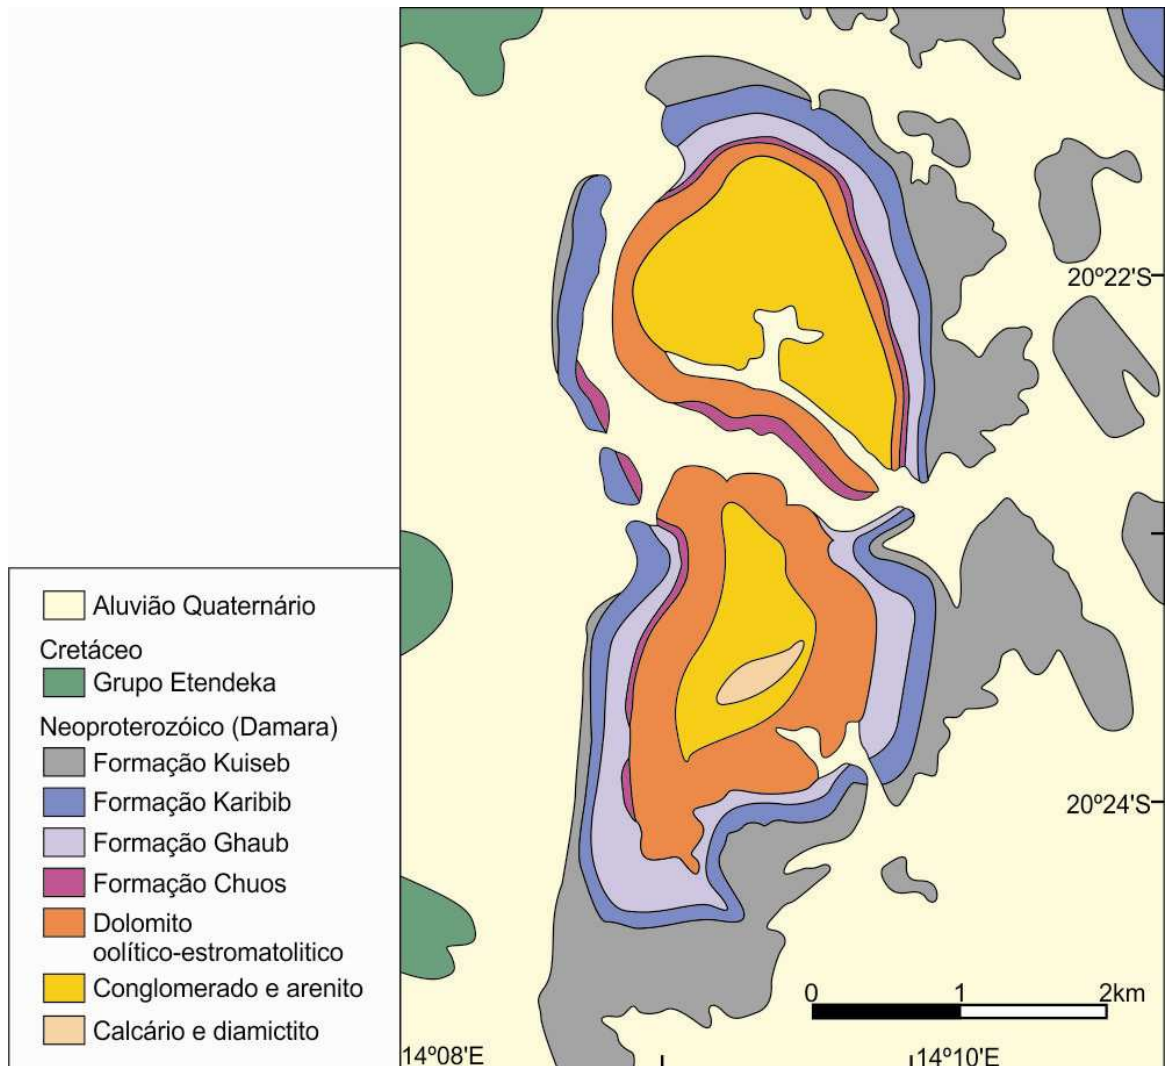 20º22'S
Aluvião Quaternário
Cretáceo
Grupo Etendeka
Neoproterozóico (Damara)
Formação Kuiseb
Formação Karibib
Formação Ghaub
Formação Chuos
Dolomito
oolítico-estromatolitico
Conglomerado e arenito
Calcário e diamictito
20º24'S
0 1 2km
14º08'E 14º10'E